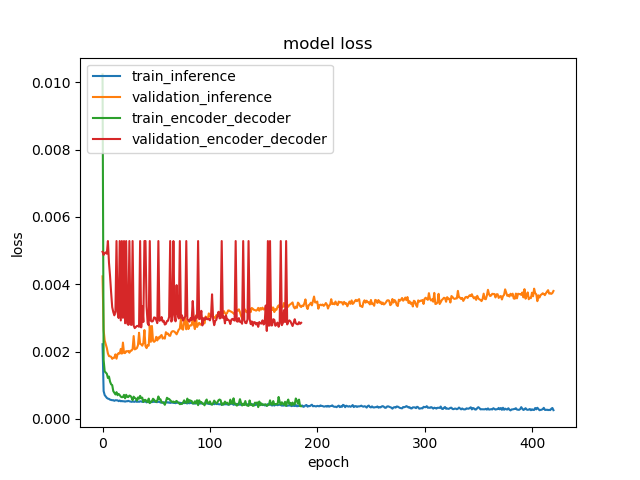 model loss
train_inference
validation_inference
train_encoder_decoder
validation_encoder_decoder
0.010
0.008
0.006
0.004
0.002
0.000
loss
0
100
200
300
400
epoch